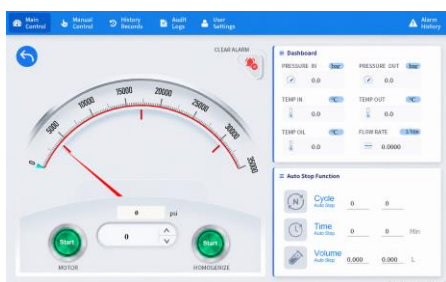 Main Control
Manual Control
History Records
Audit Logs
User Settings
Alarm History
CLEAR ALARM
0
5000
10000
15000
20000
25000
30000
35000
0 psi
0
Start
MOTOR
Start
HOMOGENIZE
Dashboard
PRESSURE IN bar
0.0
PRESSURE OUT bar
0.0
TEMP IN °C
0.0
TEMP OUT °C
0.0
TEMP OIL °C
0.0
FLOW RATE
0.0000
Auto Stop Function
N
Cycle
Auto Stop
0 0
Time
Auto Stop
0 0 Min
Volume
Auto Stop
0.000 0.000 L